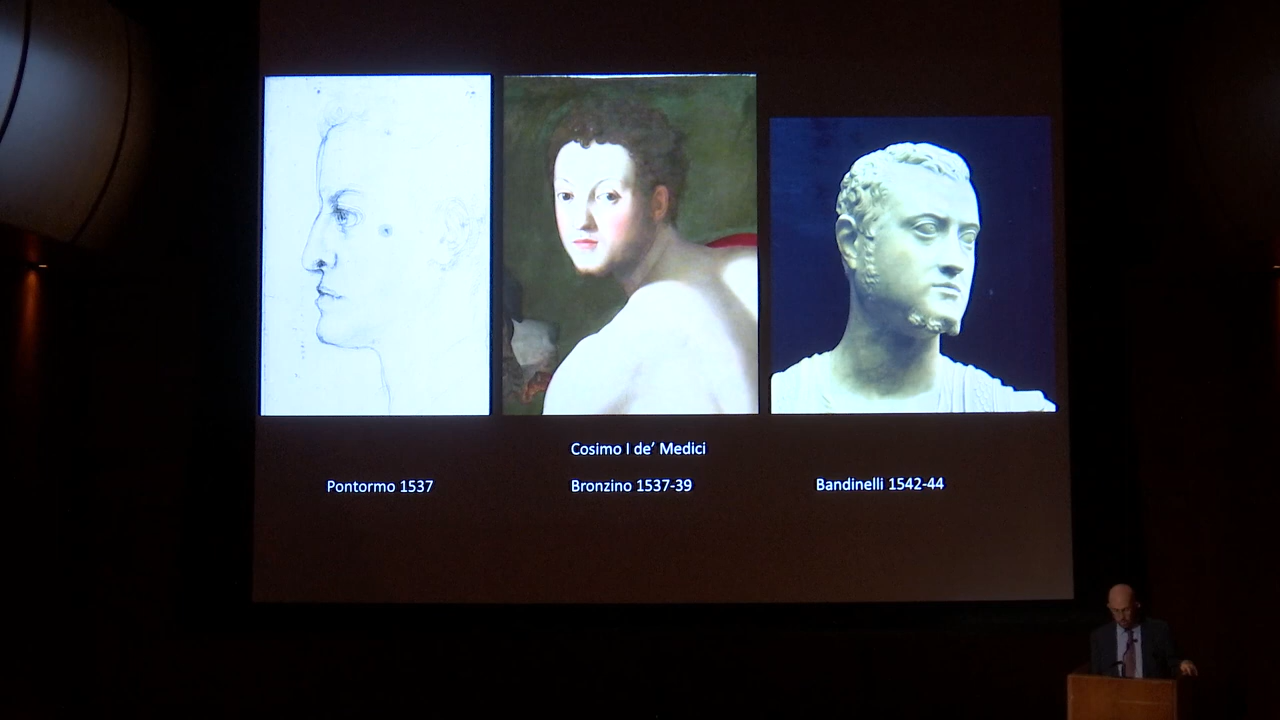 Cosimo I de’ Medici
Pontormo 1537
Bronzino 1537-39
Bandinelli 1542-44